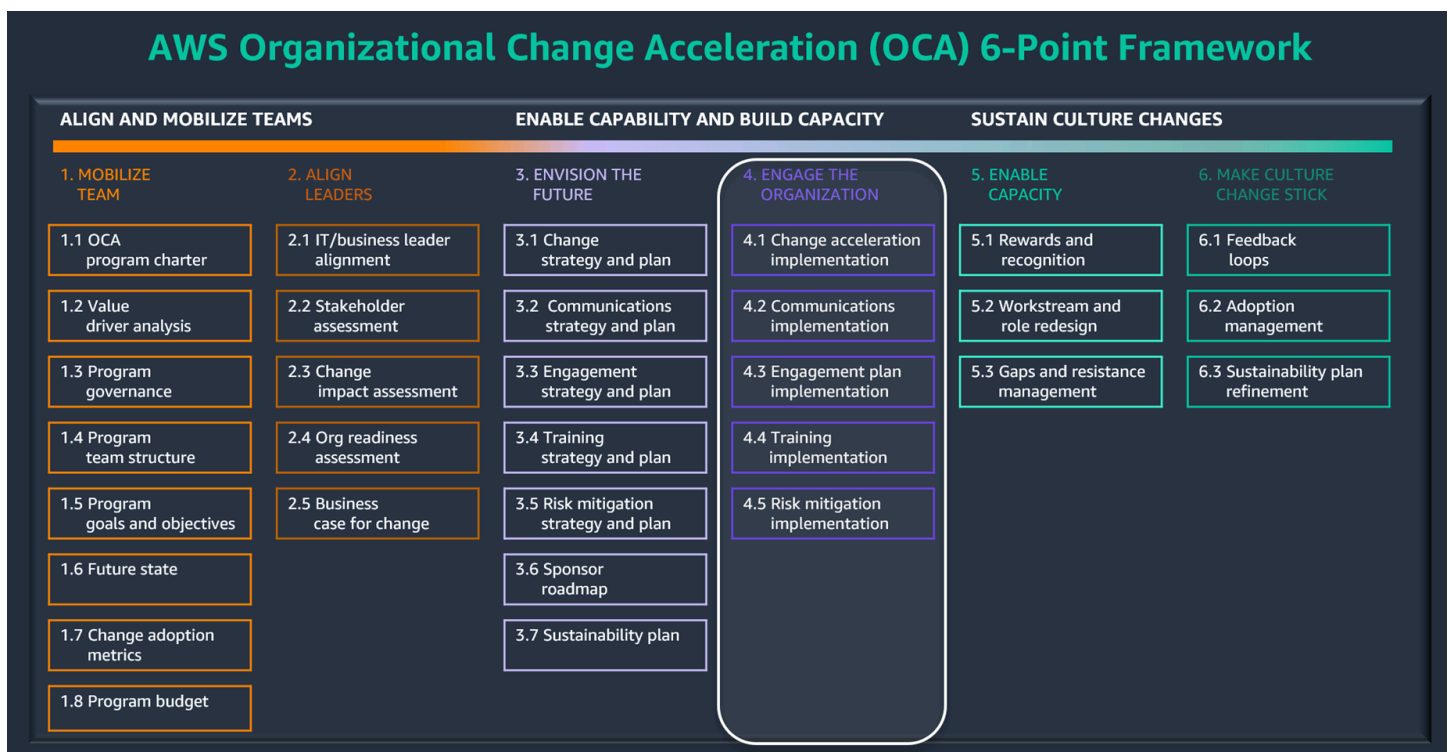 AWS Organizational Change Acceleration (OCA) 6-Point Framework
ALIGN AND MOBILIZE TEAMS
ENABLE CAPABILITY AND BUILD CAPACITY
SUSTAIN CULTURE CHANGES
1. MOBILIZE
TEAM
1.1 OCA
program charter
1.2 Value
driver analysis
1.3 Program
governance
1.4 Program
team structure
1.5 Program
goals and objectives
1.6 Future state
1.7 Change adoption
metrics
1.8 Program budget
2. ALIGN
LEADERS
2.1 IT/business leader
alignment
2.2 Stakeholder
assessment
2.3 Change
impact assessment
2.4 Org readiness
assessment
2.5 Business
case for change
3. ENVISION THE
FUTURE
3.1 Change
strategy and plan
3.2 Communications
strategy and plan
3.3 Engagement
strategy and plan
3.4 Training
strategy and plan
3.5 Risk mitigation
strategy and plan
3.6 Sponsor
roadmap
3.7 Sustainability plan
4. ENGAGE THE
ORGANIZATION
4.1 Change acceleration
implementation
4.2 Communications
implementation
4.3 Engagement plan
implementation
4.4 Training
implementation
4.5 Risk mitigation
implementation
5. ENABLE
CAPACITY
5.1 Rewards and
recognition
5.2 Workstream and
role redesign
5.3 Gaps and resistance
management
6. MAKE CULTURE
CHANGE STICK
6.1 Feedback
loops
6.2 Adoption
management
6.3 Sustainability plan
refinement